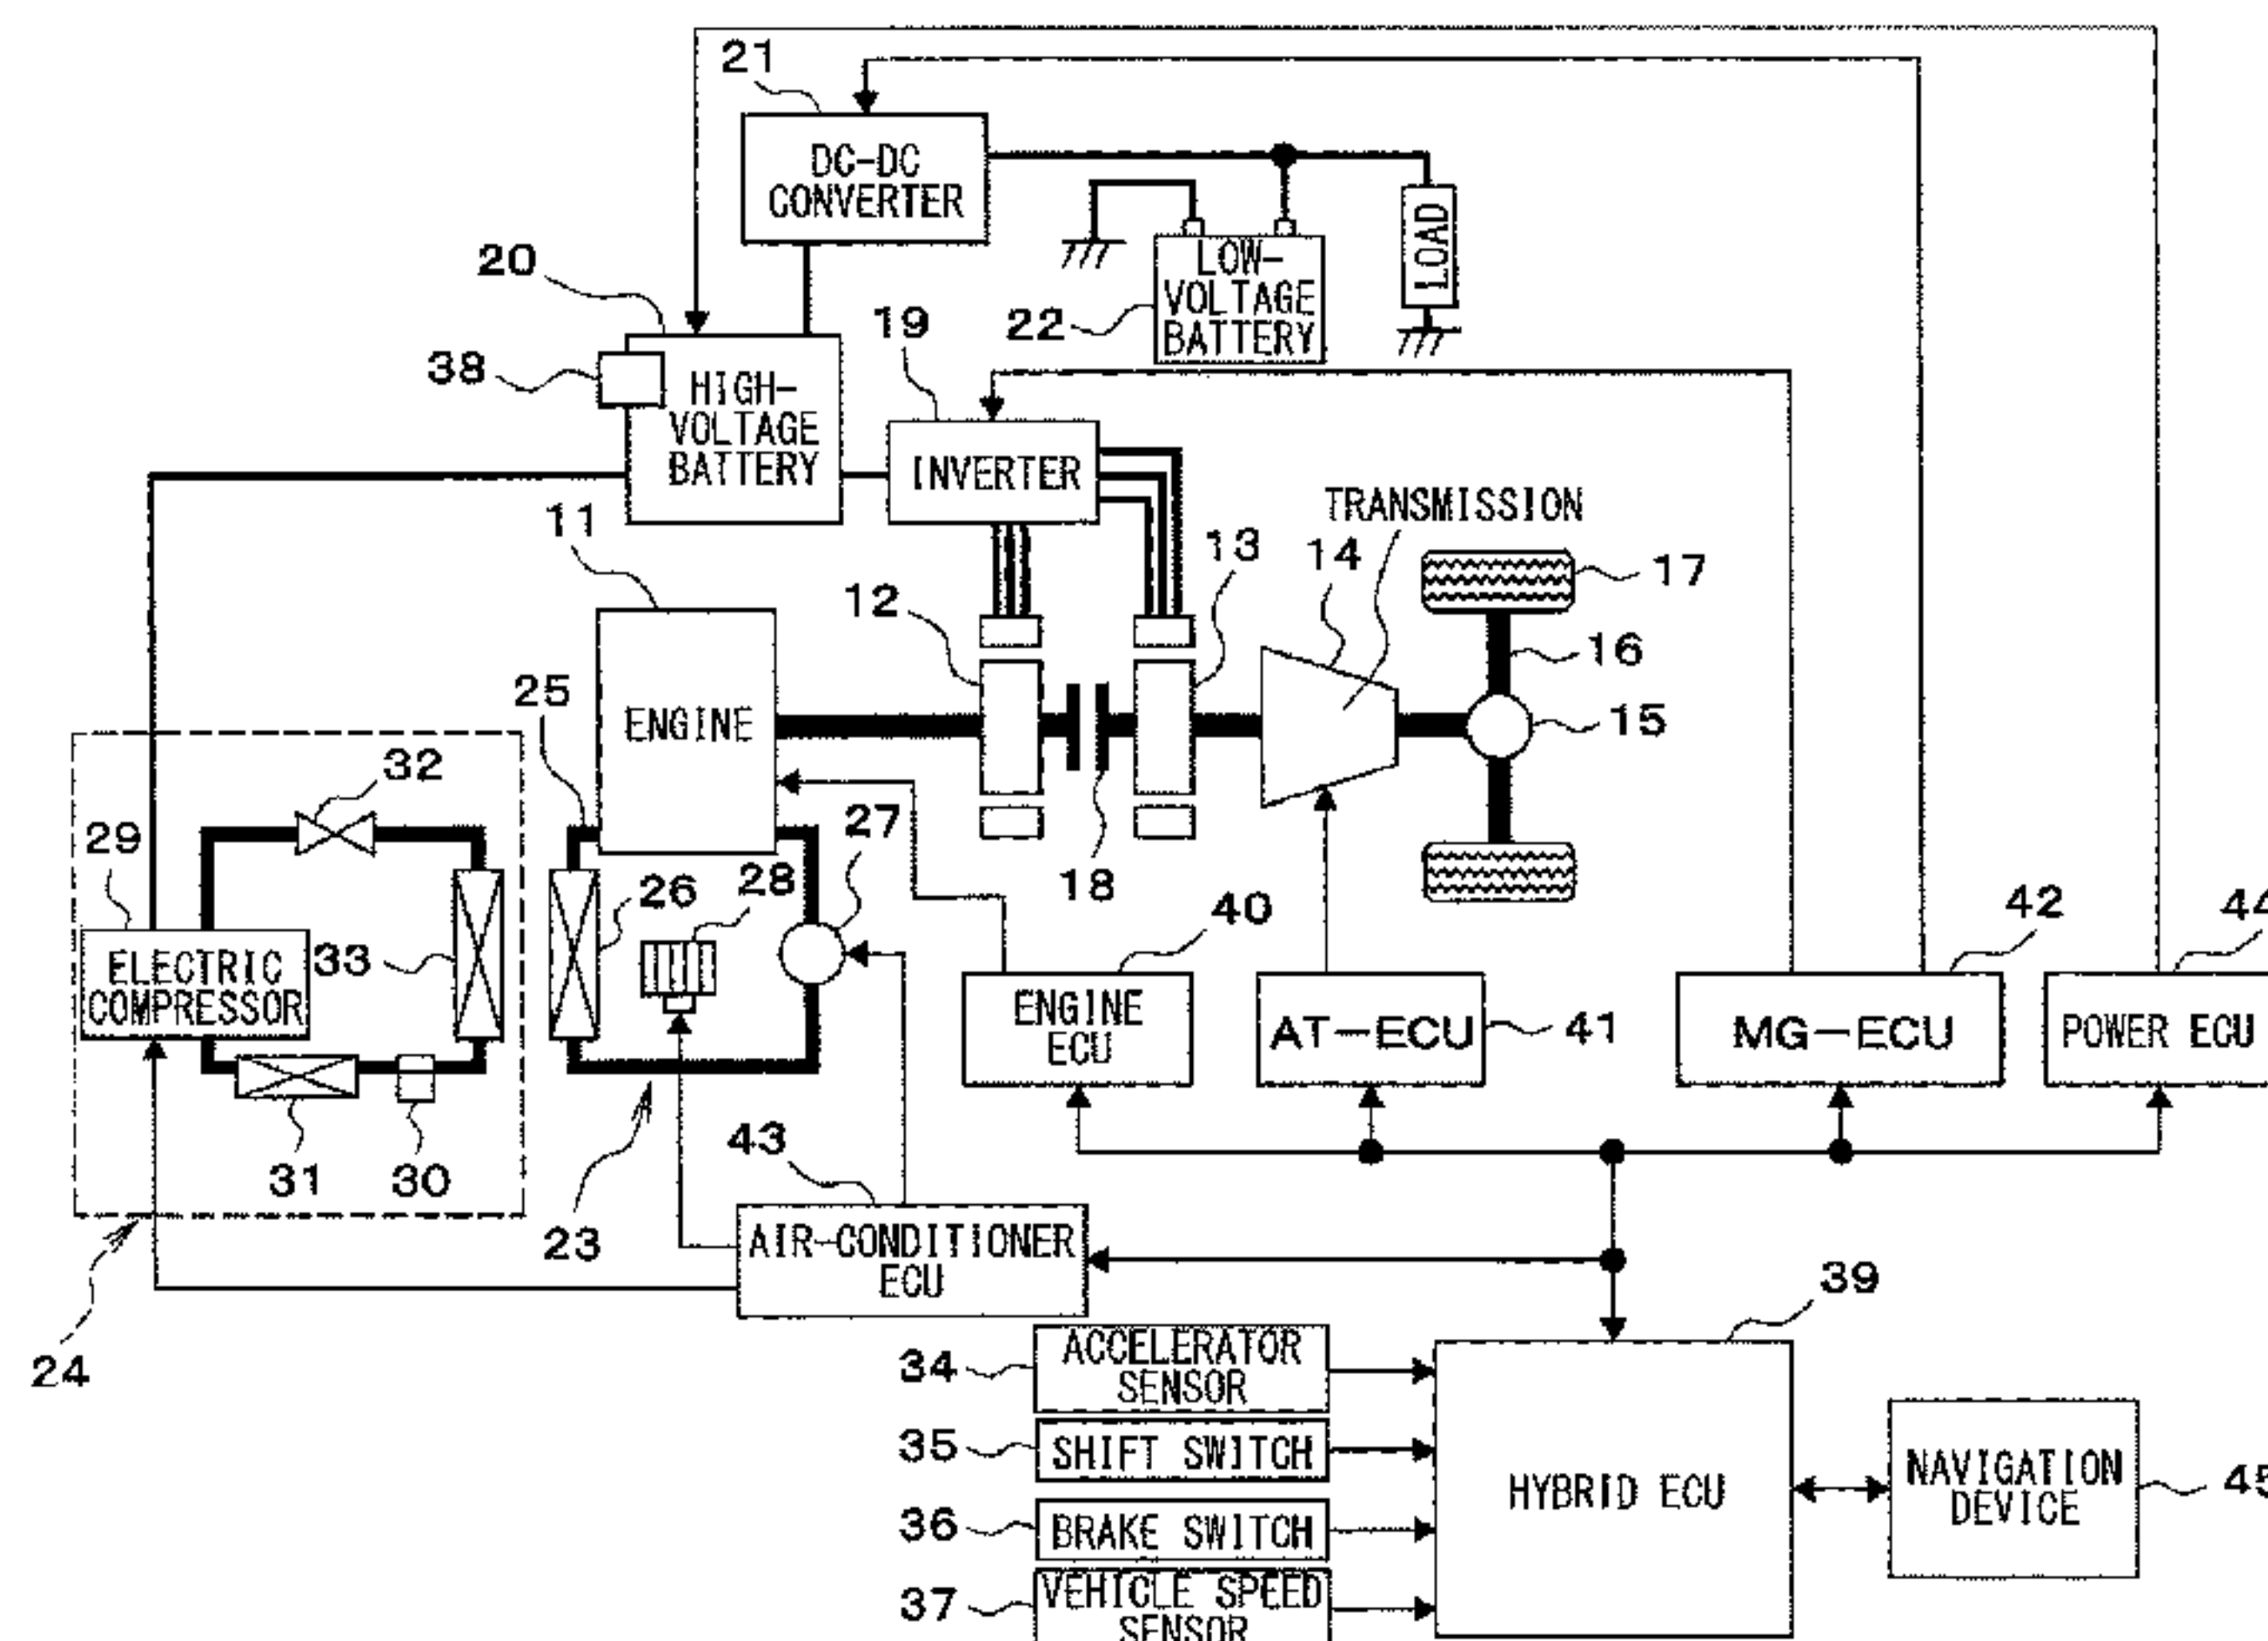 21
DC-DC
CONVERTER
20
LOW-
VOLTAGE
BATTERY
22
LOAD
19
38
HIGH-
VOLTAGE
BATTERY
INVERTER
11
TRANSMISSION
13
14
17
12
16
25
ENGINE
15
32
27
29
28
18
26
40
42
44
ELECTRIC
COMPRESSOR
33
ENGINE
ECU
AT-ECU
41
MG-ECU
POWER ECU
31
30
43
23
AIR-CONDITIONER
ECU
24
39
34
ACCELERATOR
SENSOR
35
SHIFT SWITCH
HYBRID ECU
NAVIGATION
DEVICE
45
36
BRAKE SWITCH
37
VEHICLE SPEED
SENSOR